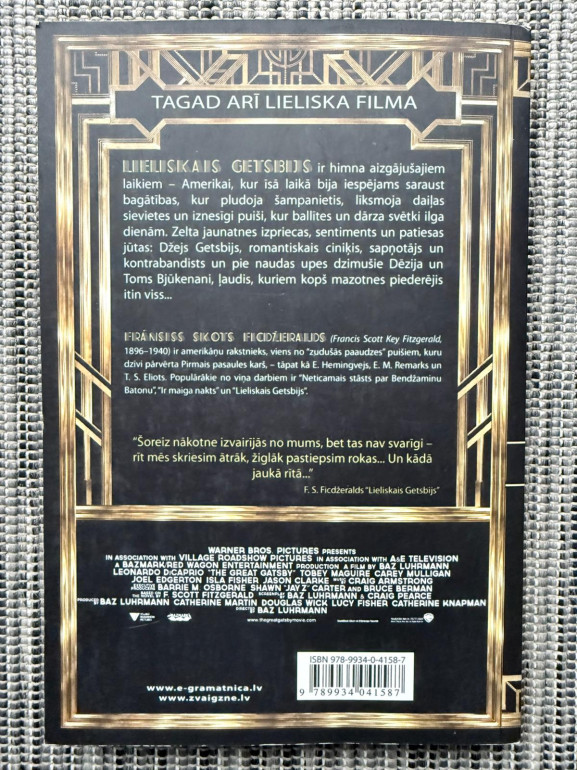 TAGAD ARĪ LIELISKA FILMA
LIELISKAIS GETSBIJS ir himna aizgājušajiem
laikiem – Amerikai, kur īsā laikā bija iespējams saraust
bagātības, kur pludoja šampanietis, līksmoja daiļas
sievietes un iznesīgi puiši, kur ballītes un dārza svētki ilga
dienām. Zelta jaunatnes izpriecas, sentiments un patiesas
jūtas: Džejs Getsbijs, romantiskais ciniķis, sapņotājs un
kontrabandists un pie naudas upes dzimušie Dēzija un
Toms Bjūkenani, ļaudis, kuriem kopš mazotnes piederējis
itin viss...
FRĀNSISS SKOTS FICDŽERALDS (Francis Scott Key Fitzgerald,
1896–1940) ir amerikāņu rakstnieks, viens no "zudušās paaudzes" puišiem, kuru
dzīvi pārvērta Pirmais pasaules karš, – tāpat kā E. Hemingvejs, E. M. Remarks un
T. S. Eliots. Populārākie no viņa darbiem ir "Neticamais stāsts par Bendžaminu
Batonu", "Ir maiga nakts" un "Lieliskais Getsbijs".
"Šoreiz nākotne izvairījās no mums, bet tas nav svarīgi –
rīt mēs skriesim ātrāk, žiglāk pastiepsim rokas... Un kādā
jaukā rītā..."
F. S. Ficdžeralds "Lieliskais Getsbijs"
WARNER BROS. PICTURES PRESENTS
IN ASSOCIATION WITH VILLAGE ROADSHOW PICTURES IN ASSOCIATION WITH A&E TELEVISION
A BAZMARK/RED WAGON ENTERTAINMENT PRODUCTION A FILM BY BAZ LUHRMANN
LEONARDO DiCAPRIO "THE GREAT GATSBY" TOBEY MAGUIRE CAREY MULLIGAN
JOEL EDGERTON ISLA FISHER JASON CLARKE MUSIC BY CRAIG ARMSTRONG
EXECUTIVE PRODUCERS BARRIE M. OSBORNE SHAWN "JAY Z" CARTER AND BRUCE BERMAN
F. SCOTT FITZGERALD SCREENPLAY BY BAZ LUHRMANN & CRAIG PEARCE
PRODUCED BY BAZ LUHRMANN CATHERINE MARTIN DOUGLAS WICK LUCY FISHER CATHERINE KNAPMAN
DIRECTED BY BAZ LUHRMANN
www.thegreatgatsbymovie.com
ISBN 978-9934-0-4158-7
9 789934 041587
www.e-gramatnica.lv
www.zvaigzne.lv